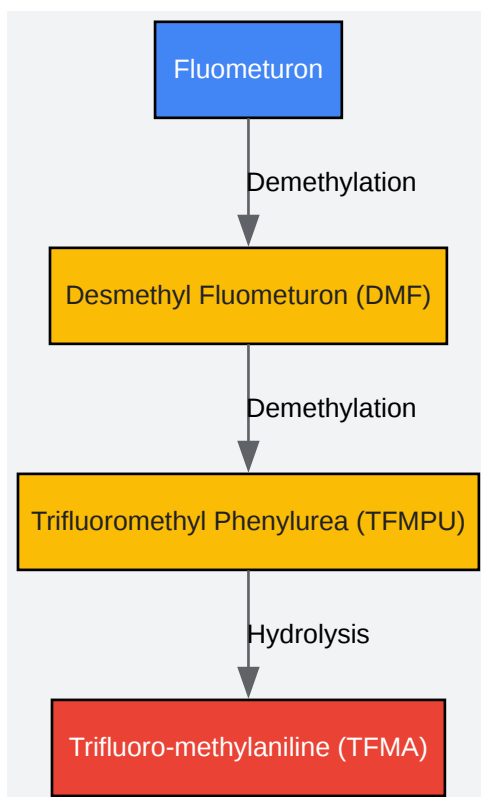 Fluometuron
Demethylation
Desmethyl Fluometuron (DMF)
Demethylation
Trifluoromethyl Phenylurea (TFMPU)
Hydrolysis
Trifluoro-methylaniline (TFMA)